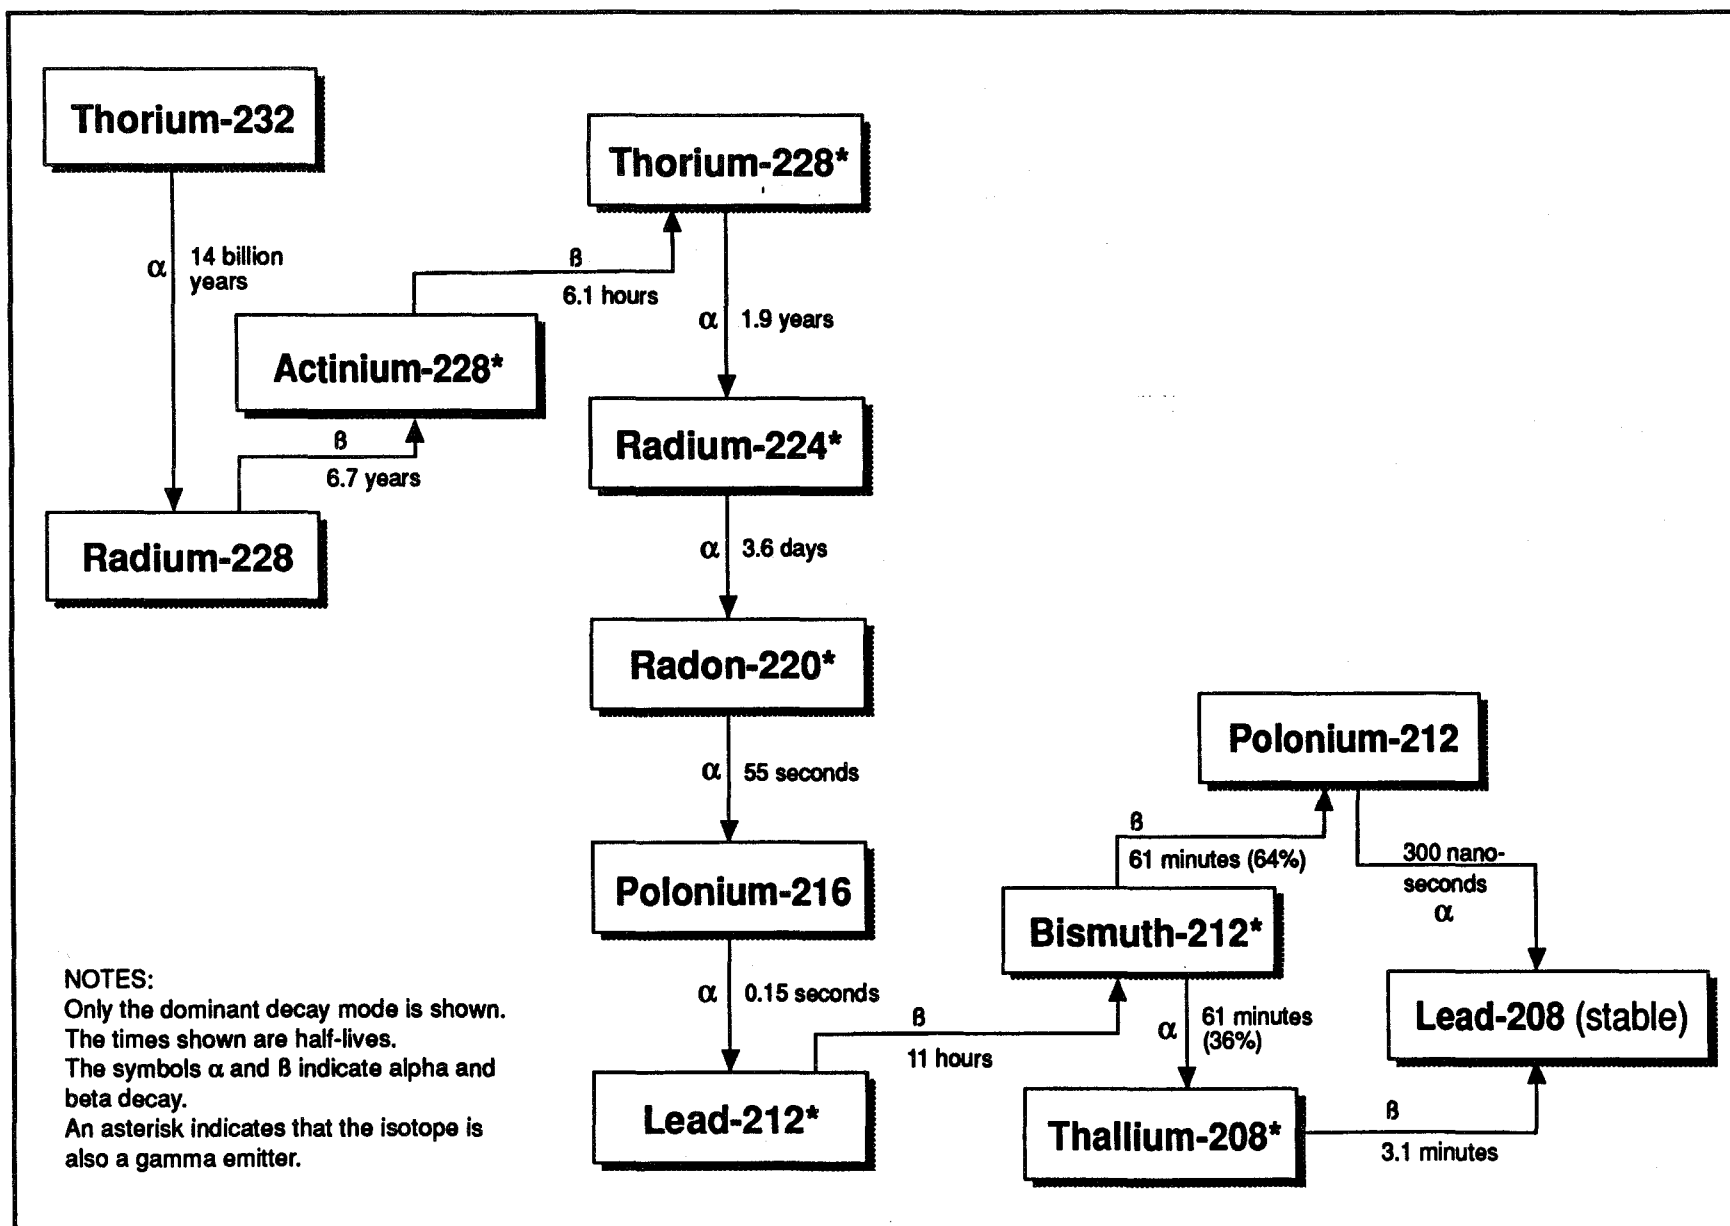 Thorium-232
α
14 billion
years
Radium-228
β
6.7 years
Actinium-228*
β
6.1 hours
Thorium-228*
α
1.9 years
Radium-224*
α
3.6 days
Radon-220*
α
55 seconds
Polonium-216
α
0.15 seconds
Lead-212*
β
11 hours
Bismuth-212*
β
61 minutes (64%)
Polonium-212
300 nano-
seconds
α
α
61 minutes
(36%)
Thallium-208*
β
3.1 minutes
Lead-208 (stable)
NOTES:
Only the dominant decay mode is shown.
The times shown are half-lives.
The symbols α and β indicate alpha and
beta decay.
An asterisk indicates that the isotope is
also a gamma emitter.